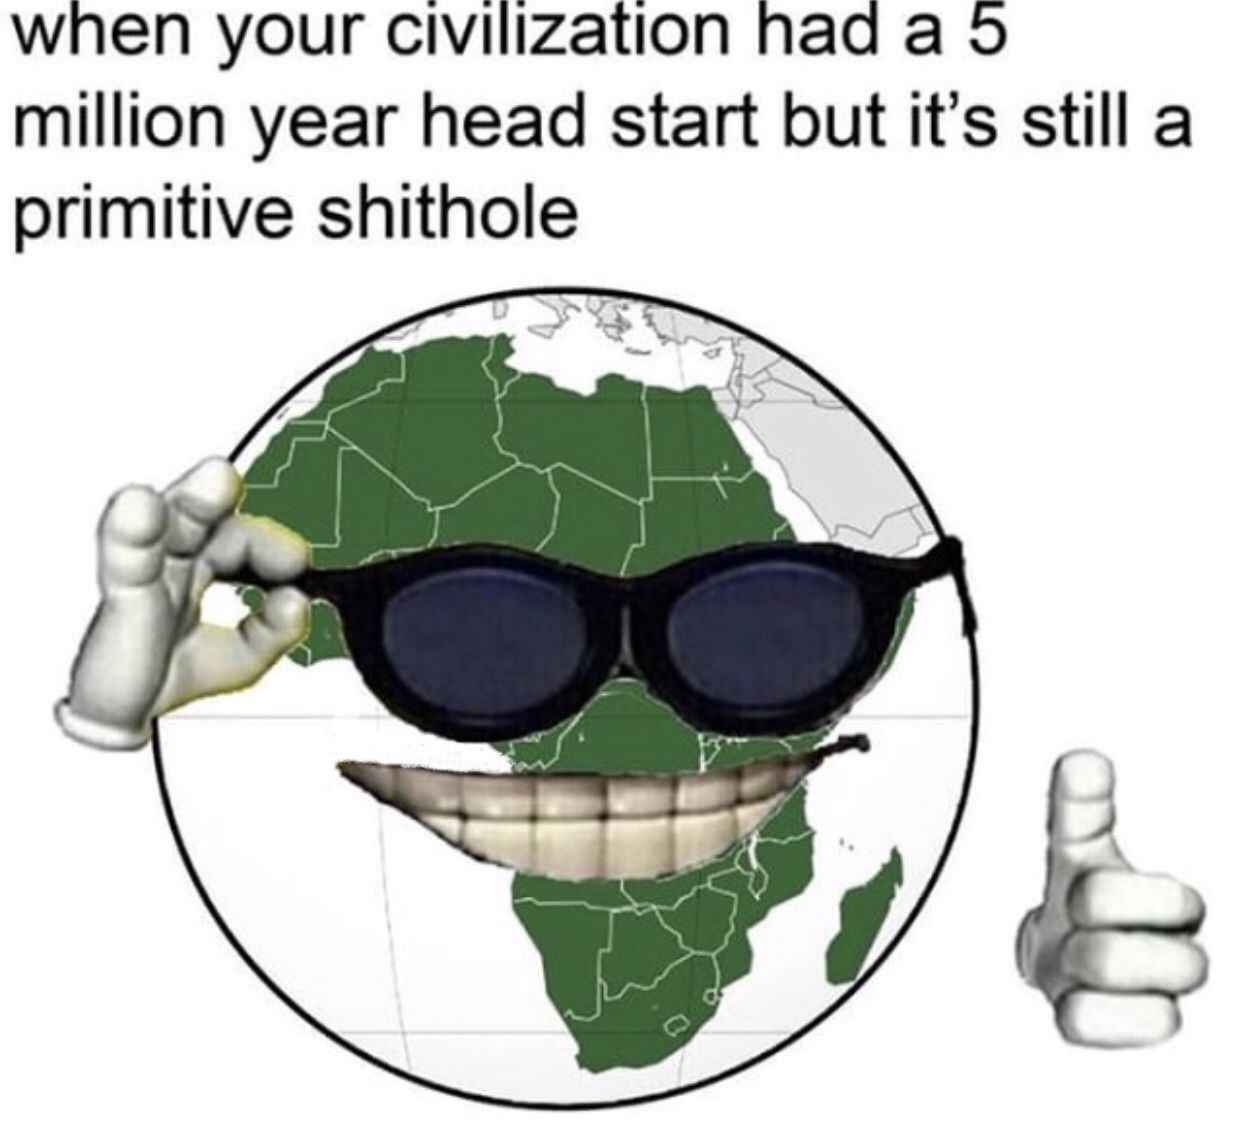 when your civilization had a 5
million year head start but it’s still a
primitive shithole